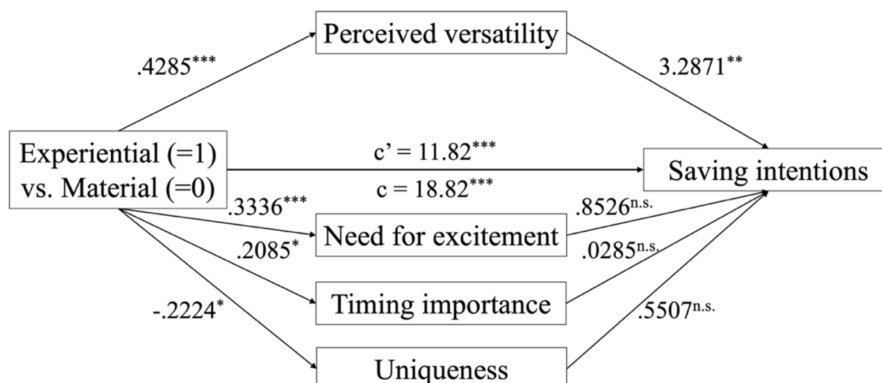 Perceived versatility
.4285***
3.2871**
Experiential (=1)
vs. Material (=0)
c’ = 11.82***
c = 18.82***
Saving intentions
.3336***
.8526n.s.
Need for excitement
.2085*
.0285n.s.
Timing importance
-.2224*
.5507n.s.
Uniqueness